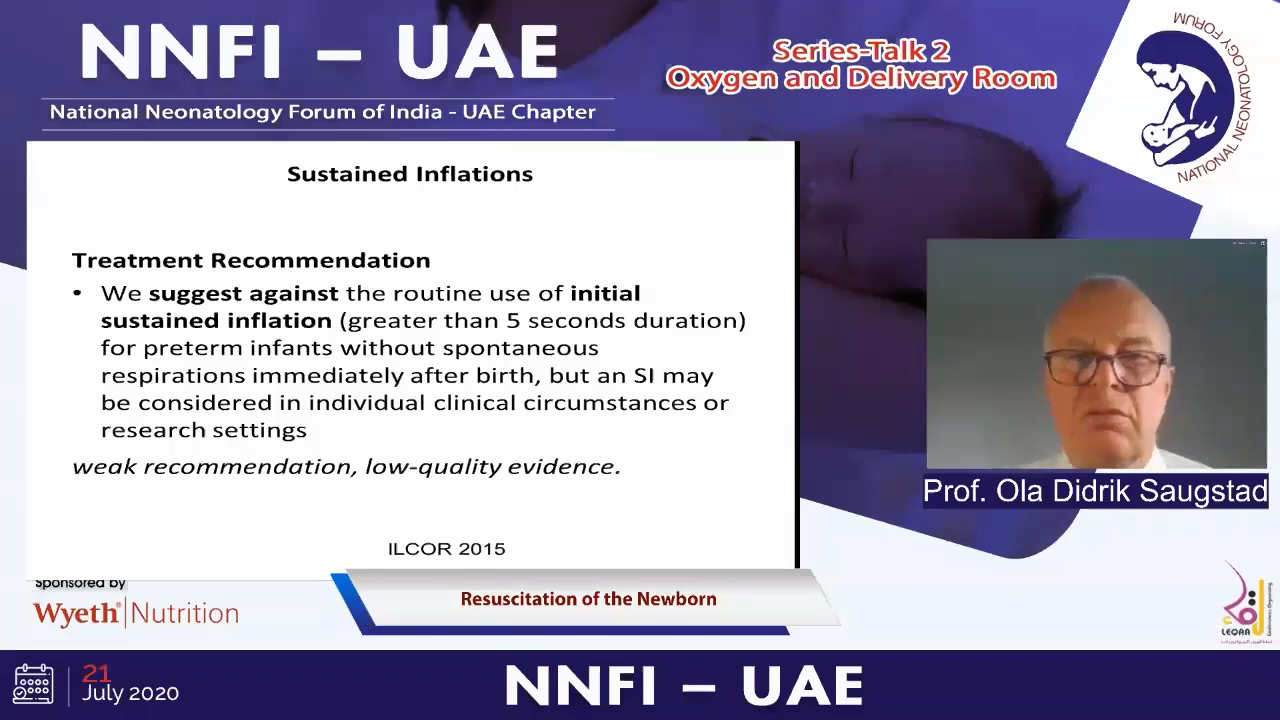 NNFI – UAE
National Neonatology Forum of India - UAE Chapter
Series-Talk 2
Oxygen and Delivery Room
NATIONAL NEONATOLOGY FORUM
Sustained Inflations
Treatment Recommendation
• We suggest against the routine use of initial
sustained inflation (greater than 5 seconds duration)
for preterm infants without spontaneous
respirations immediately after birth, but an SI may
be considered in individual clinical circumstances or
research settings
weak recommendation, low-quality evidence.
ILCOR 2015
Prof. Ola Didrik Saugstad
Sponsored by
Wyeth® Nutrition
Resuscitation of the Newborn
LEQAA
21
July 2020
NNFI – UAE